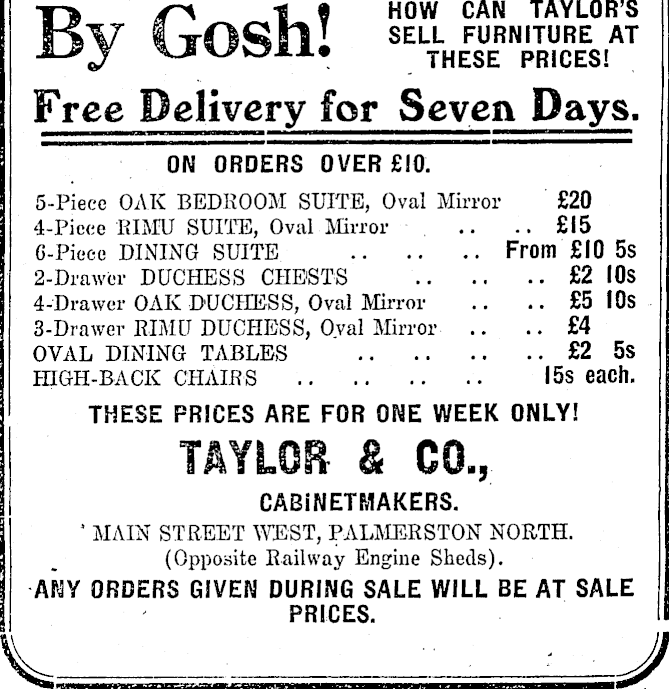 By Gosh!
HOW CAN TAYLOR'S
SELL FURNITURE AT
THESE PRICES!
Free Delivery for Seven Days.
ON ORDERS OVER £10.
5-Piece OAK BEDROOM SUITE, Oval Mirror £20
4-Piece RIMU SUITE, Oval Mirror .. .. £15
6-Piece DINING SUITE .. .. .. From £10 5s
2-Drawer DUCHESS CHESTS .. .. .. £2 10s
4-Drawer OAK DUCHESS, Oval Mirror .. .. £5 10s
3-Drawer RIMU DUCHESS, Oval Mirror .. .. £4
OVAL DINING TABLES .. .. .. .. £2 5s
HIGH-BACK CHAIRS .. .. .. .. 15s each.
THESE PRICES ARE FOR ONE WEEK ONLY!
TAYLOR & CO.,
CABINETMAKERS.
MAIN STREET WEST, PALMERSTON NORTH.
(Opposite Railway Engine Sheds).
ANY ORDERS GIVEN DURING SALE WILL BE AT SALE
PRICES.